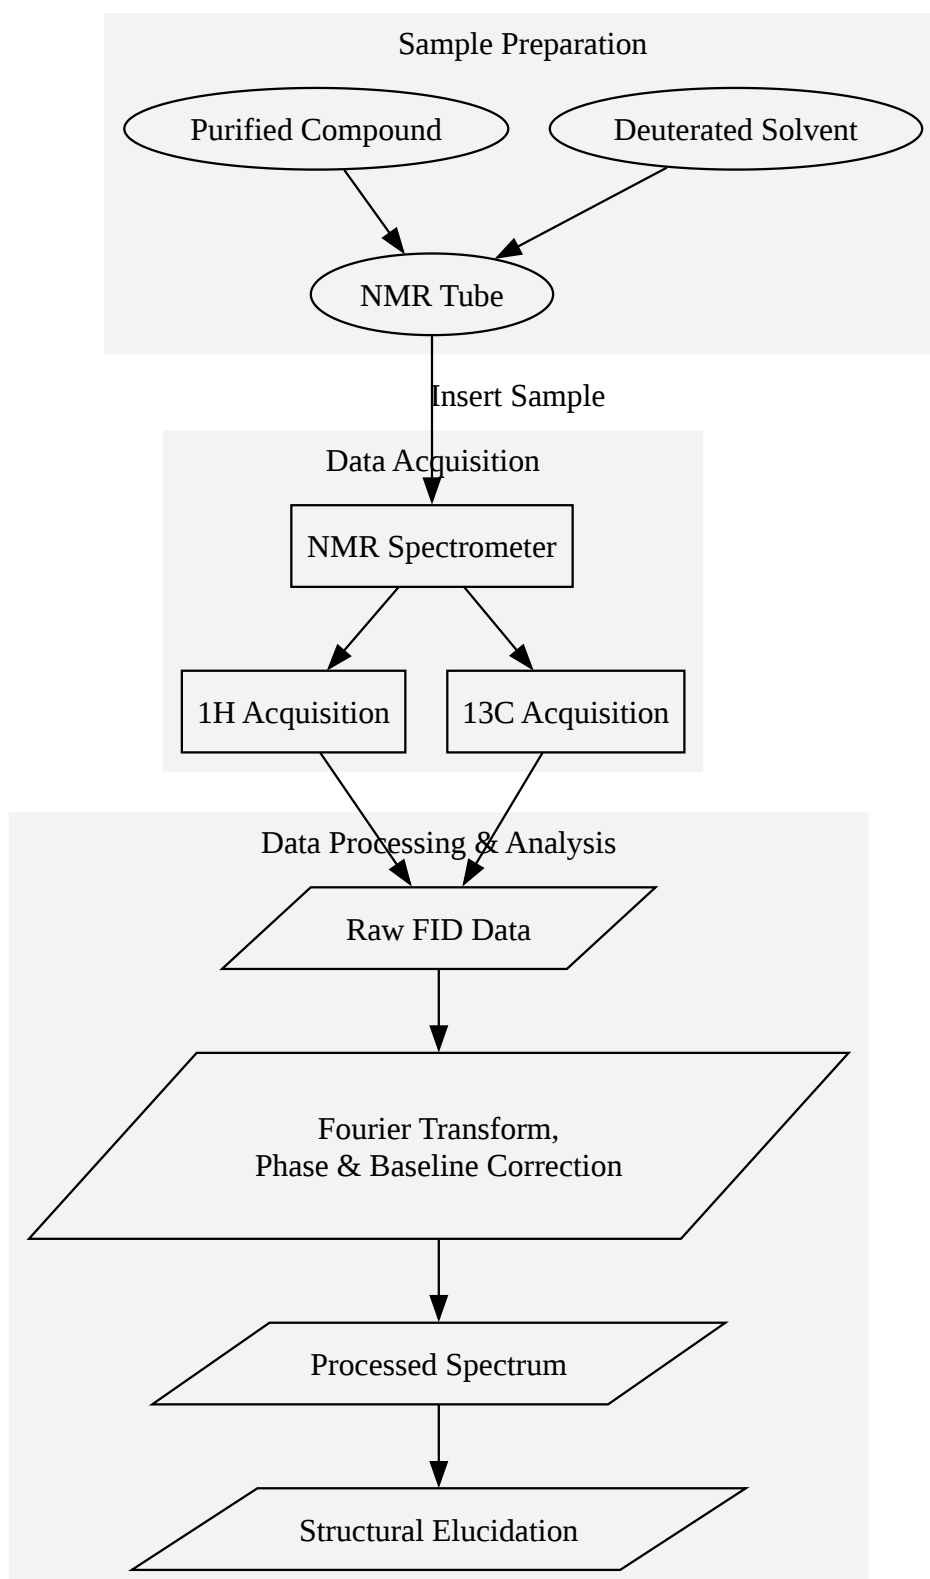 Sample Preparation
Purified Compound
Deuterated Solvent
NMR Tube
Insert Sample
Data Acquisition
NMR Spectrometer
1H Acquisition
13C Acquisition
Data Processing & Analysis
Raw FID Data
Fourier Transform,
Phase & Baseline Correction
Processed Spectrum
Structural Elucidation